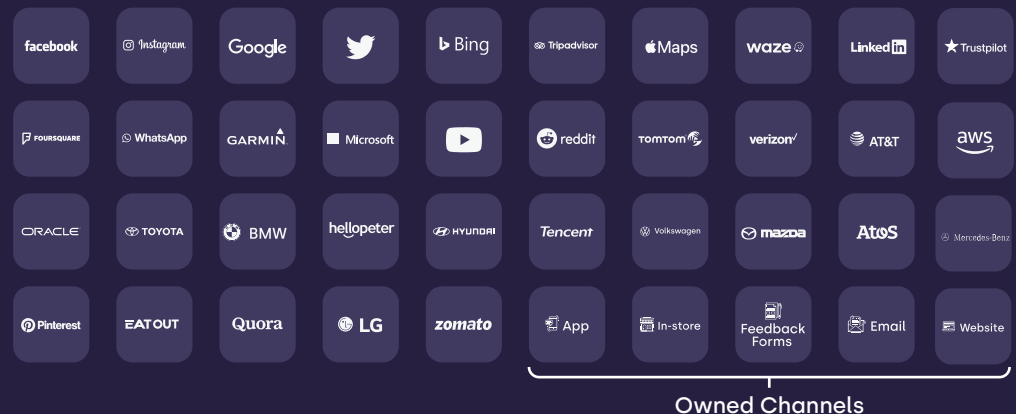 facebook
Instagram
Google
Bing
Tripadvisor
Maps
waze
Linked in
Trustpilot
FOURSQUARE
WhatsApp
GARMIN
Microsoft
reddit
TOMTOM
verizon
AT&T
aws
ORACLE
TOYOTA
BMW
hellopeter
HYUNDAI
Tencent
Volkswagen
mazda
Atos
Mercedes-Benz
Pinterest
EATOUT
Quora
LG
zomato
App
In-store
Feedback
Forms
Email
Website
Owned Channels